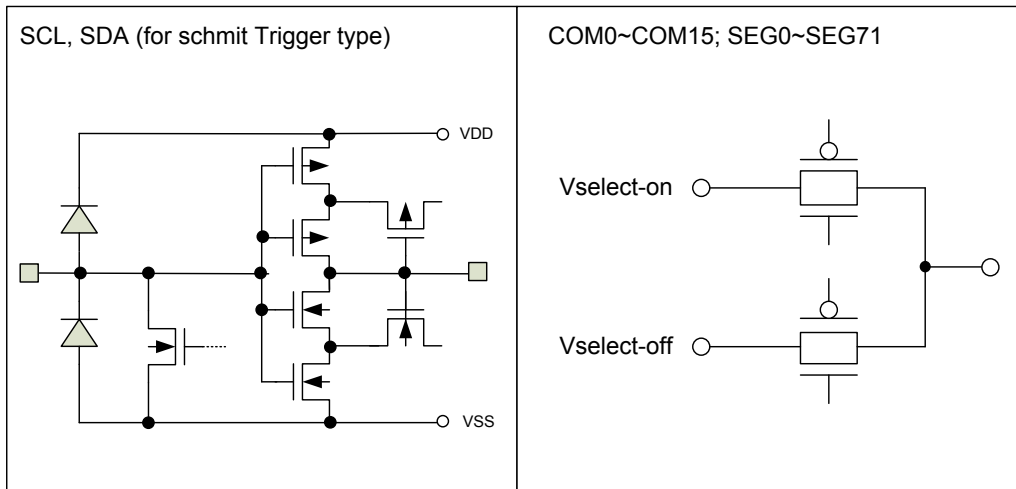 SCL, SDA (for schmit Trigger type)
VDD
VSS
COM0~COM15; SEG0~SEG71
Vselect-on
Vselect-off